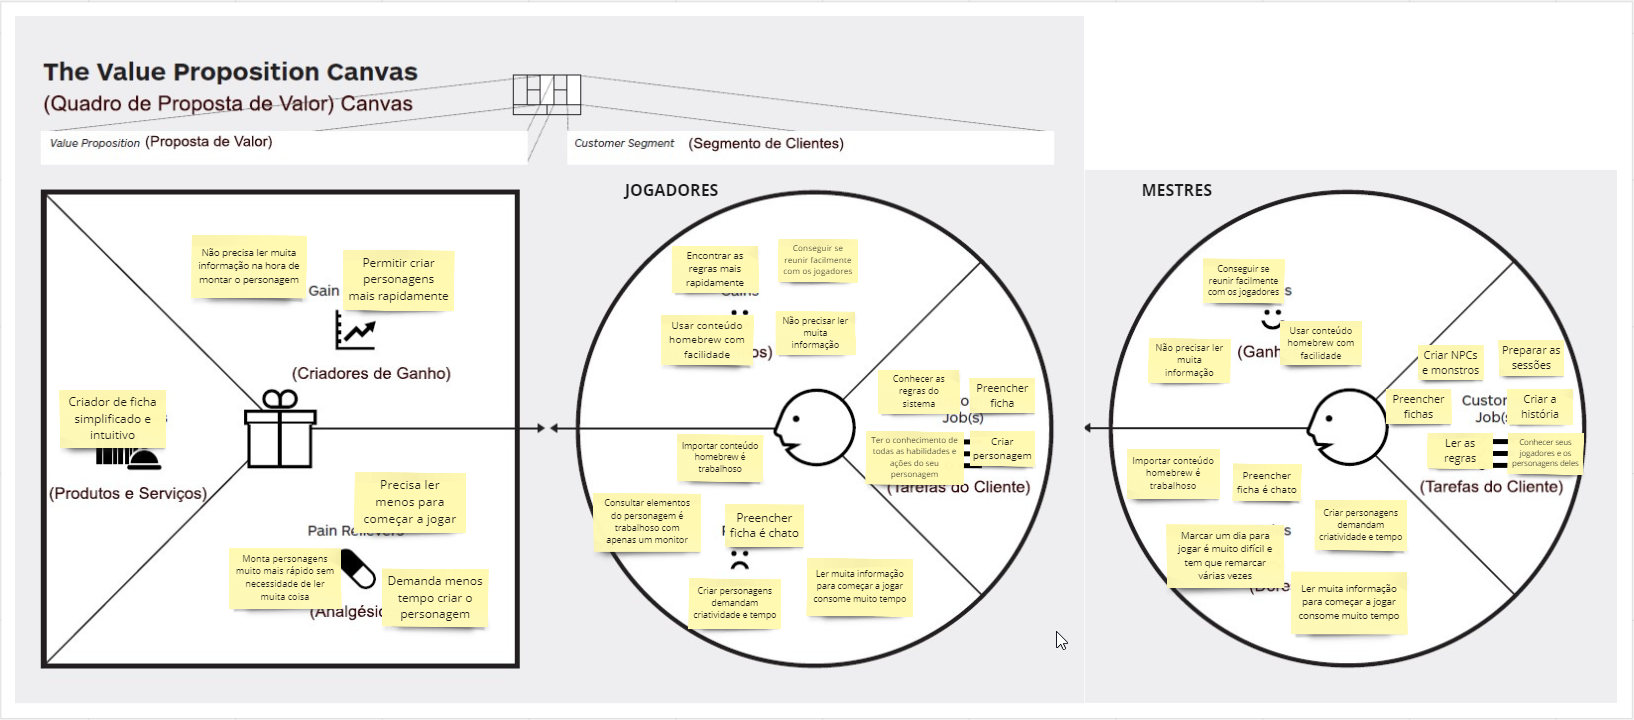 The Value Proposition Canvas
(Quadro de Proposta de Valor) Canvas
Value Proposition (Proposta de Valor)
Customer Segment (Segmento de Clientes)
JOGADORES
MESTRES
Não precisa ler muita
informação na hora de
montar o personagem
Permitir criar
personagens
mais rapidamente
Gain
(Criadores de Ganho)
Criador de ficha
simplificado e
intuitivo
(Produtos e Serviços)
Precisa ler
menos para
começar a jogar
Pain Relievers
Monta personagens
muito mais rápido sem
necessidade de ler
muita coisa
Demanda menos
tempo criar o
personagem
(Analgésic
Encontrar as
regras mais
rapidamente
Conseguir se
reunir facilmente
com os jogadores
Gains
Usar conteúdo
homebrew com
facilidade
Não precisar ler
muita
informação
os)
Conhecer as
regras do
sistema
Preencher
ficha
Job(s)
Ter o conhecimento de
todas as habilidades e
ações do seu
personagem
Criar
personagem
(Tarefas do Cliente)
Importar conteúdo
homebrew é
trabalhoso
Consultar elementos
do personagem é
trabalhoso com
apenas um monitor
Preencher
ficha é chato
Criar personagens
demandam
criatividade e tempo
Ler muita informação
para começar a jogar
consome muito tempo
Conseguir se
reunir facilmente
com os jogadores
s
Usar conteúdo
homebrew com
facilidade
Não precisar ler
muita
informação
(Ganh
Criar NPCs
e monstros
Preparar as
sessões
Preencher
fichas
Custom
Job(s
Criar a
história
Ler as
regras
Conhecer seus
jogadores e os
personagens deles
(Tarefas do Cliente)
Importar conteúdo
homebrew é
trabalhoso
Preencher
ficha é chato
Criar personagens
demandam
criatividade e tempo
s
Marcar um dia para
jogar é muito difícil e
tem que remarcar
várias vezes
(Dores
Ler muita informação
para começar a jogar
consome muito tempo